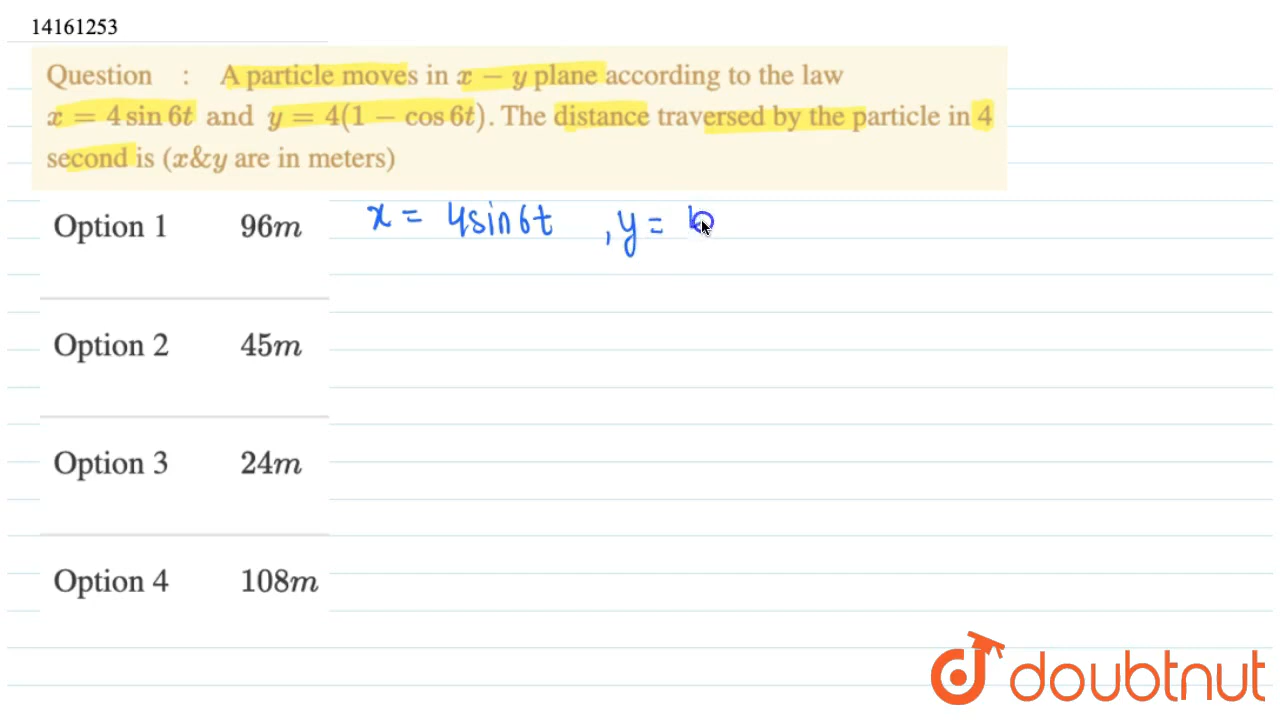 14161253
Question : A particle moves in x − y plane according to the law
x = 4 sin 6t and y = 4(1 − cos 6t). The distance traversed by the particle in 4
second is (x&y are in meters)
Option 1 96m
x = 4sin6t , y =
Option 2 45m
Option 3 24m
Option 4 108m
doubtnut